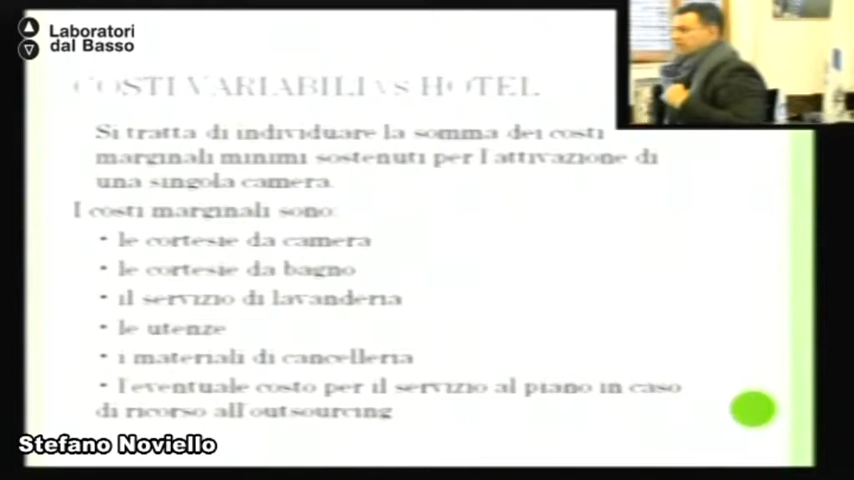 Laboratori
dal Basso
COSTI VARIABILI vs HOTEL
Si tratta di individuare la somma dei costi
marginali minimi sostenuti per l'attivazione di
una singola camera.
I costi marginali sono:
• le cortesie da camera
• le cortesie da bagno
• il servizio di lavanderia
• le utenze
• i materiali di cancelleria
• l'eventuale costo per il servizio al piano in caso
di ricorso all'outsourcing
Stefano Noviello